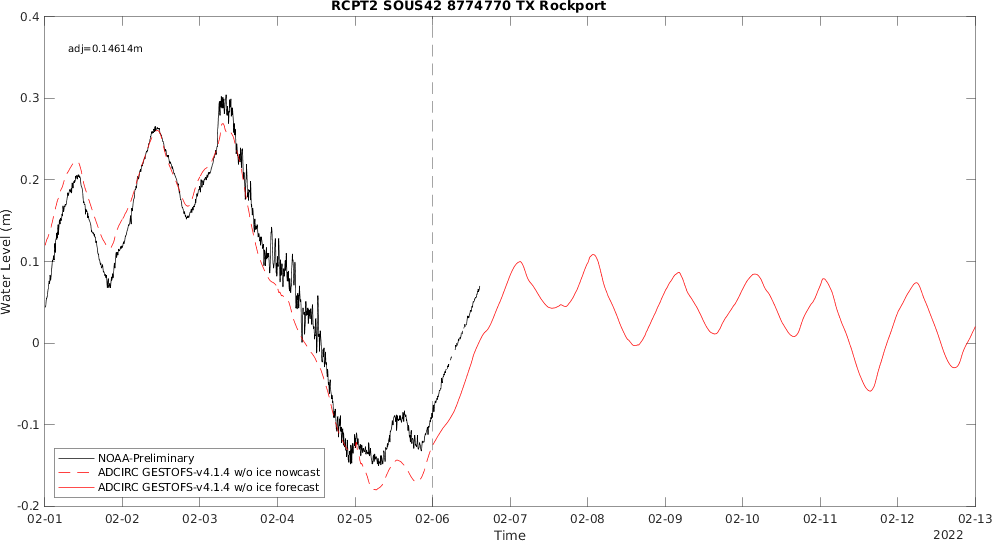 RCPT2 SOUS42 8774770 TX Rockport
adj=0.14614m
Water Level (m)
0.4
0.3
0.2
0.1
0
-0.1
-0.2
NOAA-Preliminary
ADCIRC GESTOFS-v4.1.4 w/o ice nowcast
ADCIRC GESTOFS-v4.1.4 w/o ice forecast
02-01 02-02 02-03 02-04 02-05 02-06 02-07 02-08 02-09 02-10 02-11 02-12 02-13
Time
2022